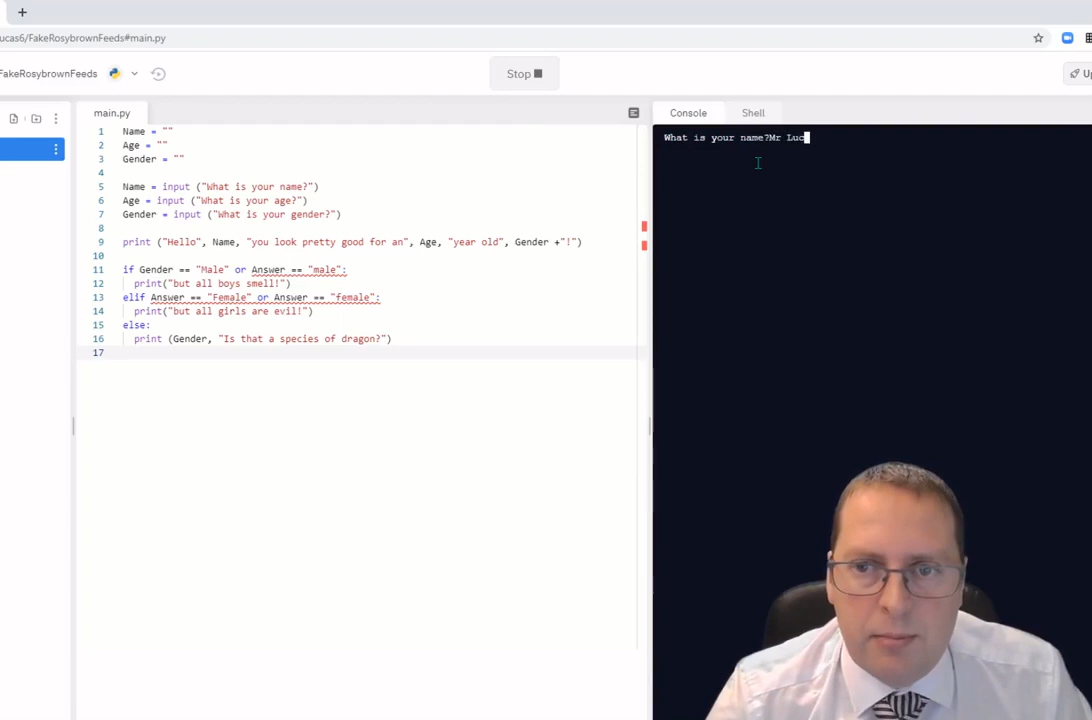 ucas6/FakeRosybrownFeeds#main.py
FakeRosybrownFeeds
Stop
Up
main.py
Console
Shell
1 Name = ""
2 Age = ""
3 Gender = ""
4
5 Name = input ("What is your name?")
6 Age = input ("What is your age?")
7 Gender = input ("What is your gender?")
8
9 print ("Hello", Name, "you look pretty good for an", Age, "year old", Gender +"!")
10
11 if Gender == "Male" or Answer == "male":
12 print("but all boys smell!")
13 elif Answer == "Female" or Answer == "female":
14 print("but all girls are evil!")
15 else:
16 print (Gender, "Is that a species of dragon?")
17
What is your name?Mr Luc